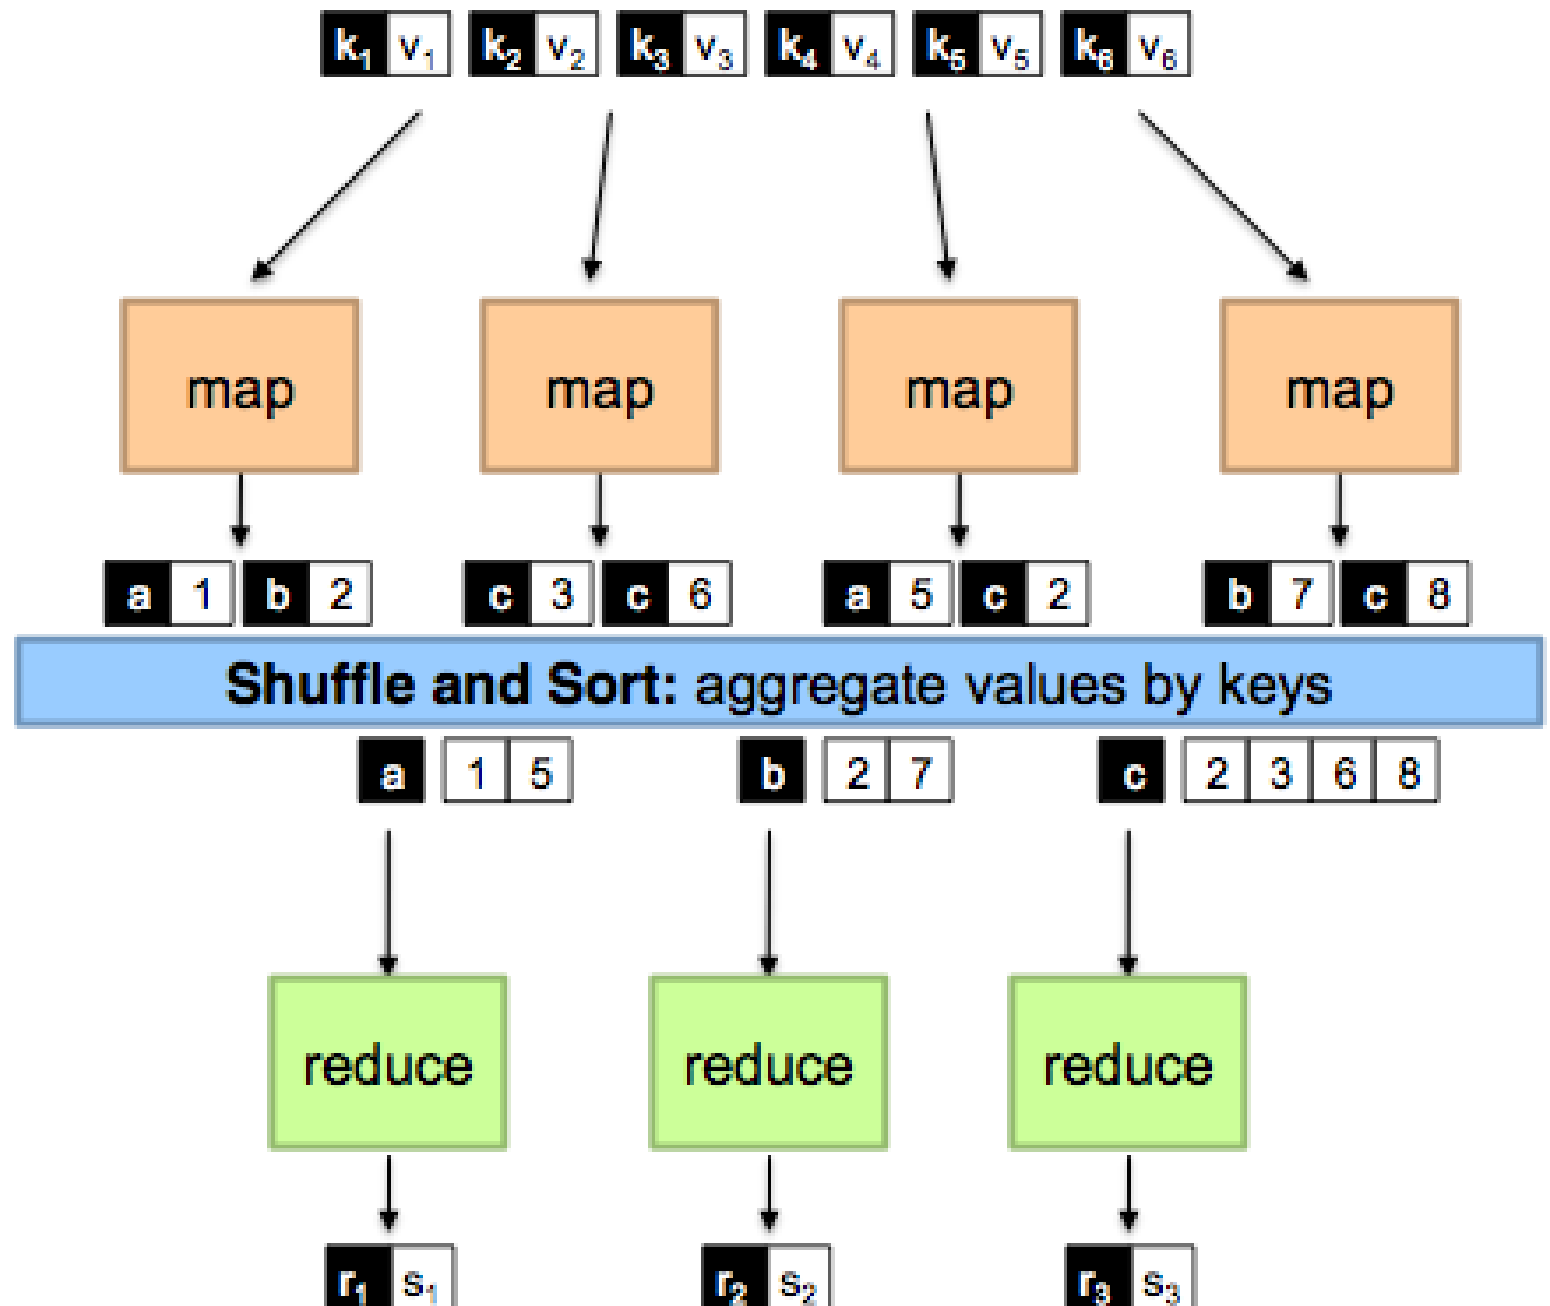 k₁ v₁ k₂ v₂ k₃ v₃ k₄ v₄ k₅ v₅ k₆ v₆
map map map map
a 1 b 2 c 3 c 6 a 5 c 2 b 7 c 8
Shuffle and Sort: aggregate values by keys
a 1 5 b 2 7 c 2 3 6 8
reduce reduce reduce
r₁ s₁ r₂ s₂ r₃ s₃